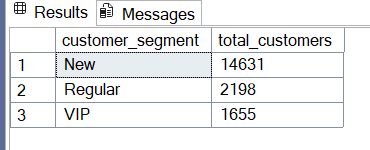 Results Messages
customer_segment total_customers
1 New 14631
2 Regular 2198
3 VIP 1655